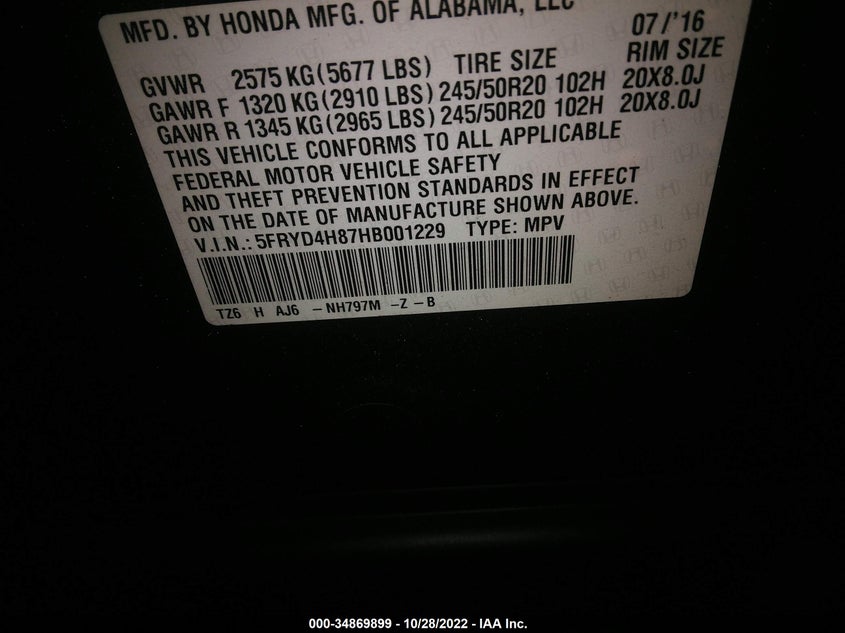 MFD. BY HONDA MFG. OF ALABAMA, LLC 07/'16
GVWR 2575 KG (5677 LBS) TIRE SIZE RIM SIZE
GAWR F 1320 KG (2910 LBS) 245/50R20 102H 20X8.0J
GAWR R 1345 KG (2965 LBS) 245/50R20 102H 20X8.0J
THIS VEHICLE CONFORMS TO ALL APPLICABLE
FEDERAL MOTOR VEHICLE SAFETY
AND THEFT PREVENTION STANDARDS IN EFFECT
ON THE DATE OF MANUFACTURE SHOWN ABOVE.
V.I.N.: 5FRYD4H87HB001229 TYPE: MPV
TZ6 H AJ6 -NH797M -Z -B
000-34869899 - 10/28/2022 - IAA Inc.